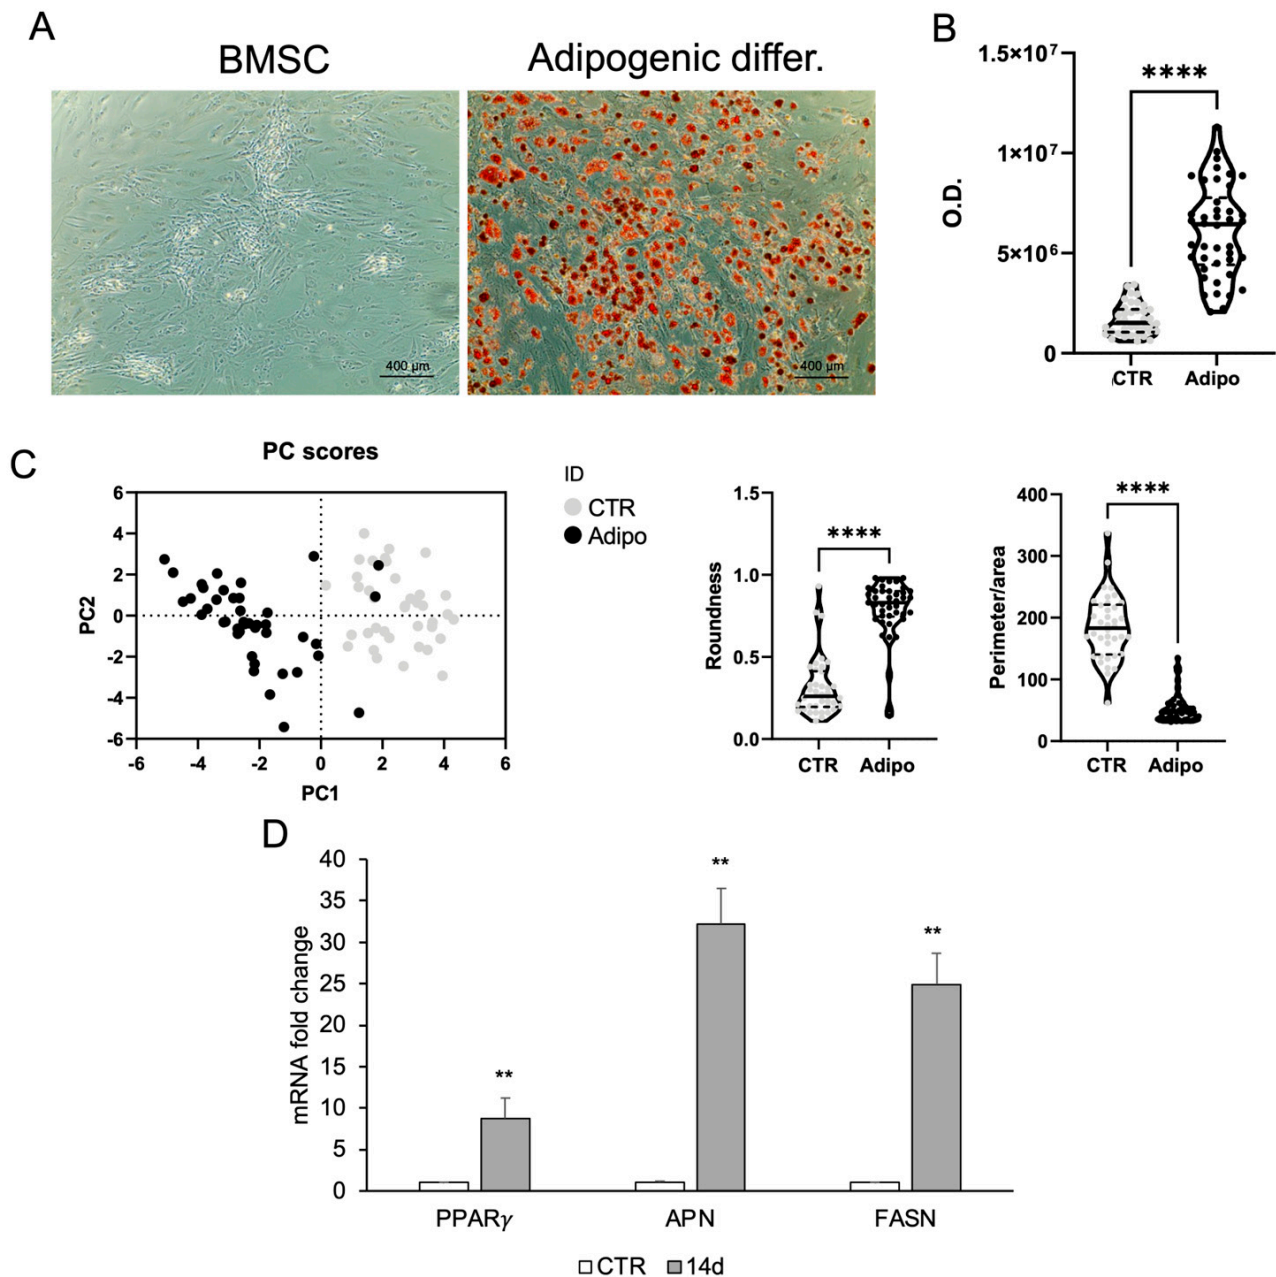 A
BMSC
Adipogenic differ.
400 µm
400 µm
B
1.5×10⁷
1×10⁷
5×10⁶
0
O.D.
****
CTR
Adipo
C
PC scores
6
4
2
0
-2
-4
-6
PC2
-6 -4 -2 0 2 4 6
PC1
ID
CTR
Adipo
1.5
1.0
0.5
0.0
Roundness
****
CTR Adipo
400
300
200
100
0
Perimeter/area
****
CTR Adipo
D
40
35
30
25
20
15
10
5
0
mRNA fold change
**
**
**
PPARγ APN FASN
CTR 14d